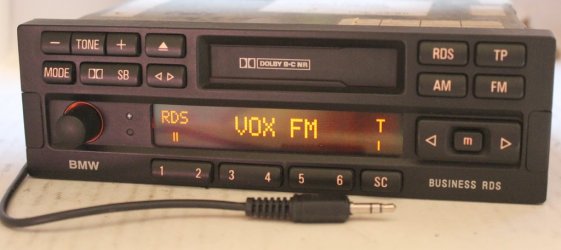 − TONE + RDS TP
DOLBY B-C NR
MODE SB AM FM
RDS VOX FM T
II I
m
BMW 1 2 3 4 5 6 SC BUSINESS RDS